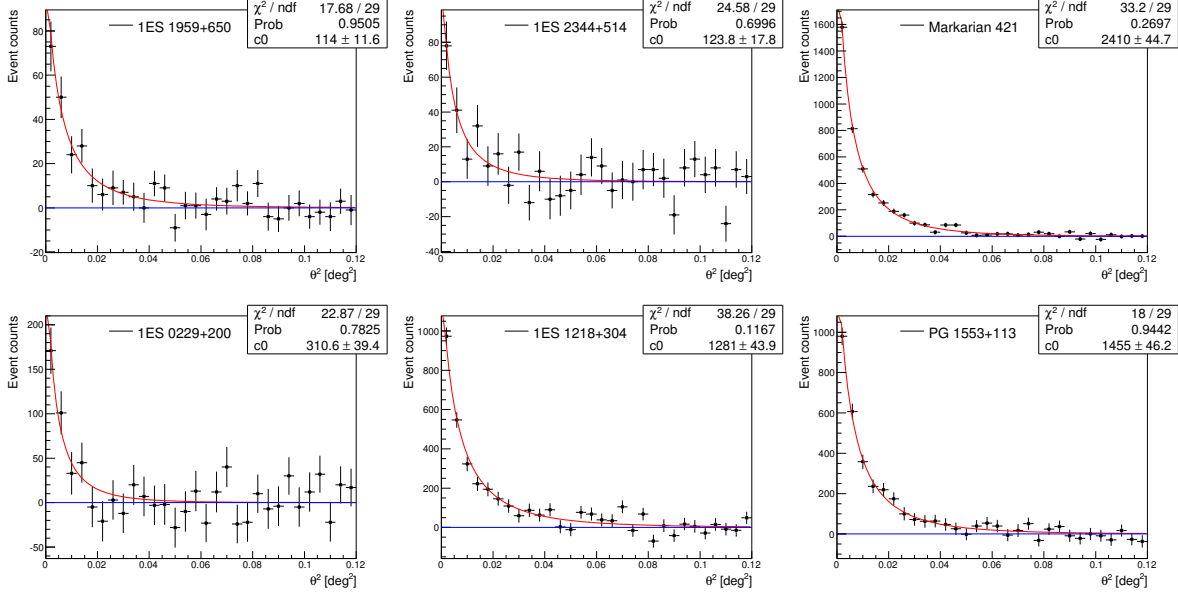 Event counts
1ES 1959+650
χ² / ndf 17.68 / 29
Prob 0.9505
c0 114 ± 11.6
80
60
40
20
0
−20
0 0.02 0.04 0.06 0.08 0.1 0.12
θ² [deg²]
Event counts
1ES 2344+514
χ² / ndf 24.58 / 29
Prob 0.6996
c0 123.8 ± 17.8
80
60
40
20
0
−20
−40
0 0.02 0.04 0.06 0.08 0.1 0.12
θ² [deg²]
Event counts
Markarian 421
χ² / ndf 33.2 / 29
Prob 0.2697
c0 2410 ± 44.7
1600
1400
1200
1000
800
600
400
200
0
0 0.02 0.04 0.06 0.08 0.1 0.12
θ² [deg²]
Event counts
1ES 0229+200
χ² / ndf 22.87 / 29
Prob 0.7825
c0 310.6 ± 39.4
200
150
100
50
0
−50
0 0.02 0.04 0.06 0.08 0.1 0.12
θ² [deg²]
Event counts
1ES 1218+304
χ² / ndf 38.26 / 29
Prob 0.1167
c0 1281 ± 43.9
1000
800
600
400
200
0
0 0.02 0.04 0.06 0.08 0.1 0.12
θ² [deg²]
Event counts
PG 1553+113
χ² / ndf 18 / 29
Prob 0.9442
c0 1455 ± 46.2
1000
800
600
400
200
0
0 0.02 0.04 0.06 0.08 0.1 0.12
θ² [deg²]